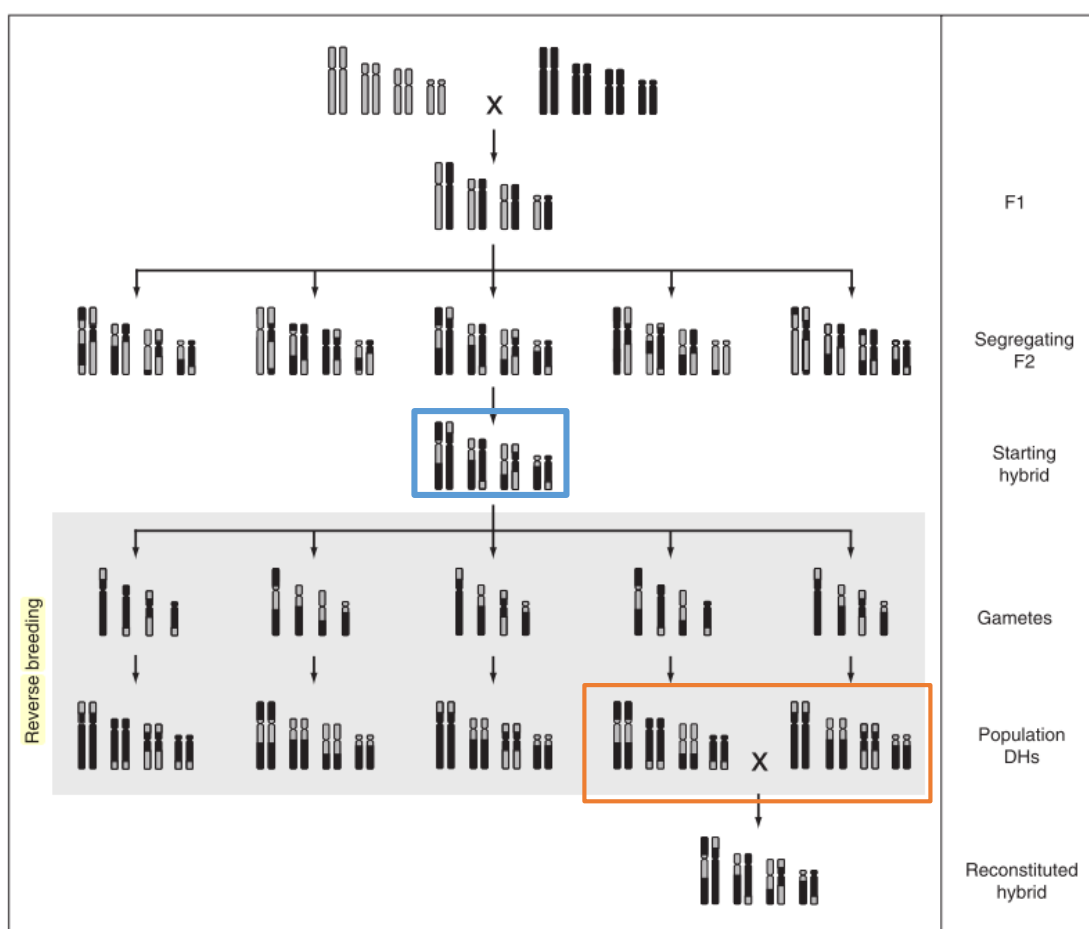 X
F1
Segregating
F2
Starting
hybrid
Gametes
Reverse breeding
Population
DHs
X
Reconstituted
hybrid